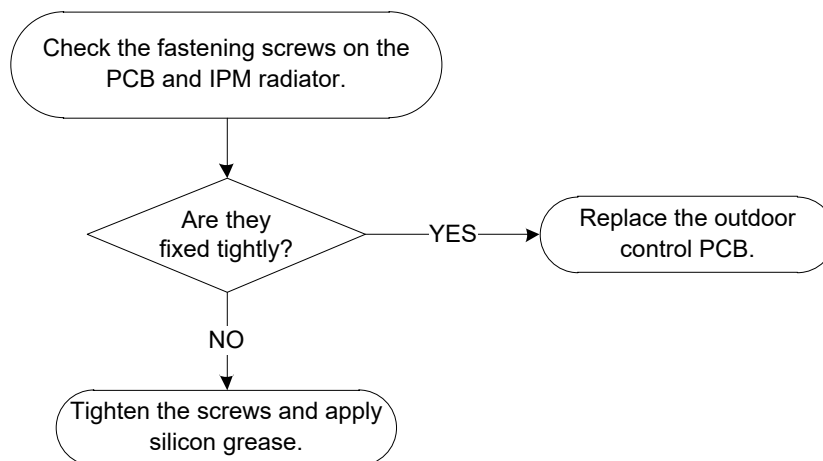 Check the fastening screws on the
PCB and IPM radiator.
Are they
fixed tightly?
YES
Replace the outdoor
control PCB.
NO
Tighten the screws and apply
silicon grease.